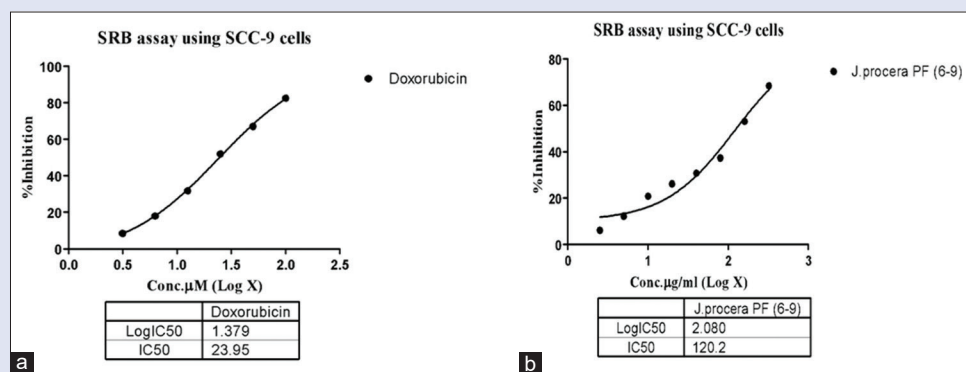 SRB assay using SCC-9 cells
100
80
60
40
20
0
%Inhibition
0.0 0.5 1.0 1.5 2.0 2.5
Conc.µM (Log X)
Doxorubicin
Doxorubicin
LogIC50 1.379
IC50 23.95
a
SRB assay using SCC-9 cells
80
60
40
20
0
%Inhibition
0 1 2 3
Conc.µg/ml (Log X)
J.procera PF (6-9)
J.procera PF (6-9)
LogIC50 2.080
IC50 120.2
b